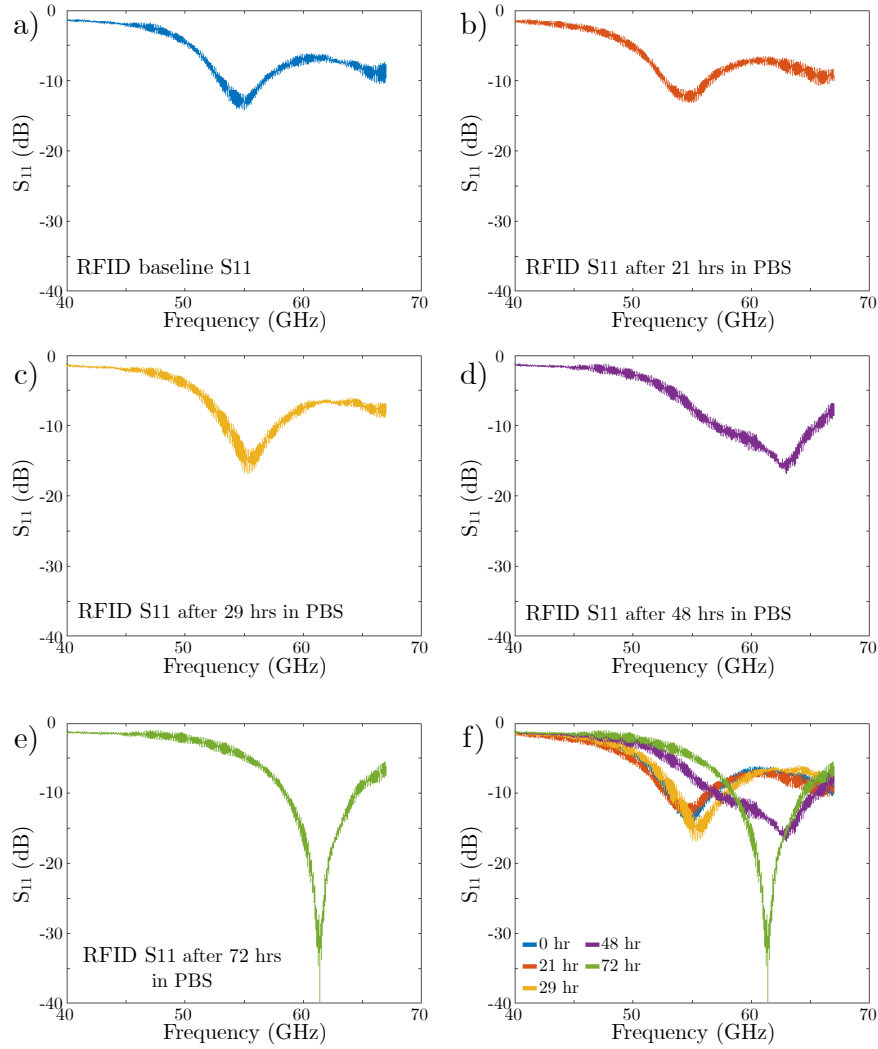 a)
0
-10
-20
-30
-40
S11 (dB)
RFID baseline S11
40 50 60 70
Frequency (GHz)
b)
0
-10
-20
-30
-40
S11 (dB)
RFID S11 after 21 hrs in PBS
40 50 60 70
Frequency (GHz)
c)
0
-10
-20
-30
-40
S11 (dB)
RFID S11 after 29 hrs in PBS
40 50 60 70
Frequency (GHz)
d)
0
-10
-20
-30
-40
S11 (dB)
RFID S11 after 48 hrs in PBS
40 50 60 70
Frequency (GHz)
e)
0
-10
-20
-30
-40
S11 (dB)
RFID S11 after 72 hrs
in PBS
40 50 60 70
Frequency (GHz)
f)
0
-10
-20
-30
-40
S11 (dB)
0 hr 48 hr
21 hr 72 hr
29 hr
40 50 60 70
Frequency (GHz)